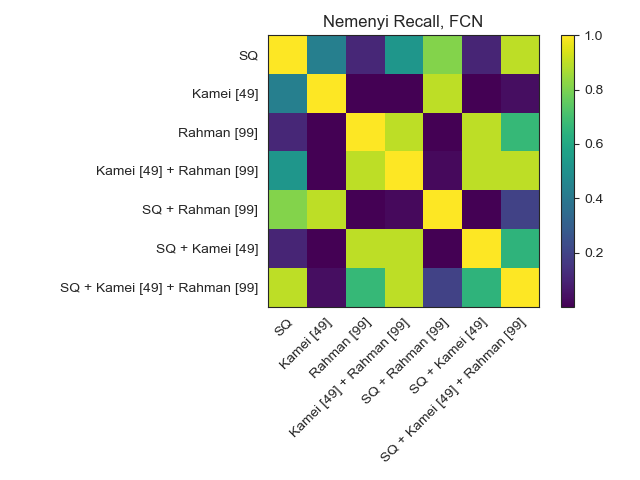 Nemenyi Recall, FCN
SQ
Kamei [49]
Rahman [99]
Kamei [49] + Rahman [99]
SQ + Rahman [99]
SQ + Kamei [49]
SQ + Kamei [49] + Rahman [99]
SQ
Kamei [49]
Rahman [99]
Kamei [49] + Rahman [99]
SQ + Rahman [99]
SQ + Kamei [49]
SQ + Kamei [49] + Rahman [99]
1.0
0.8
0.6
0.4
0.2